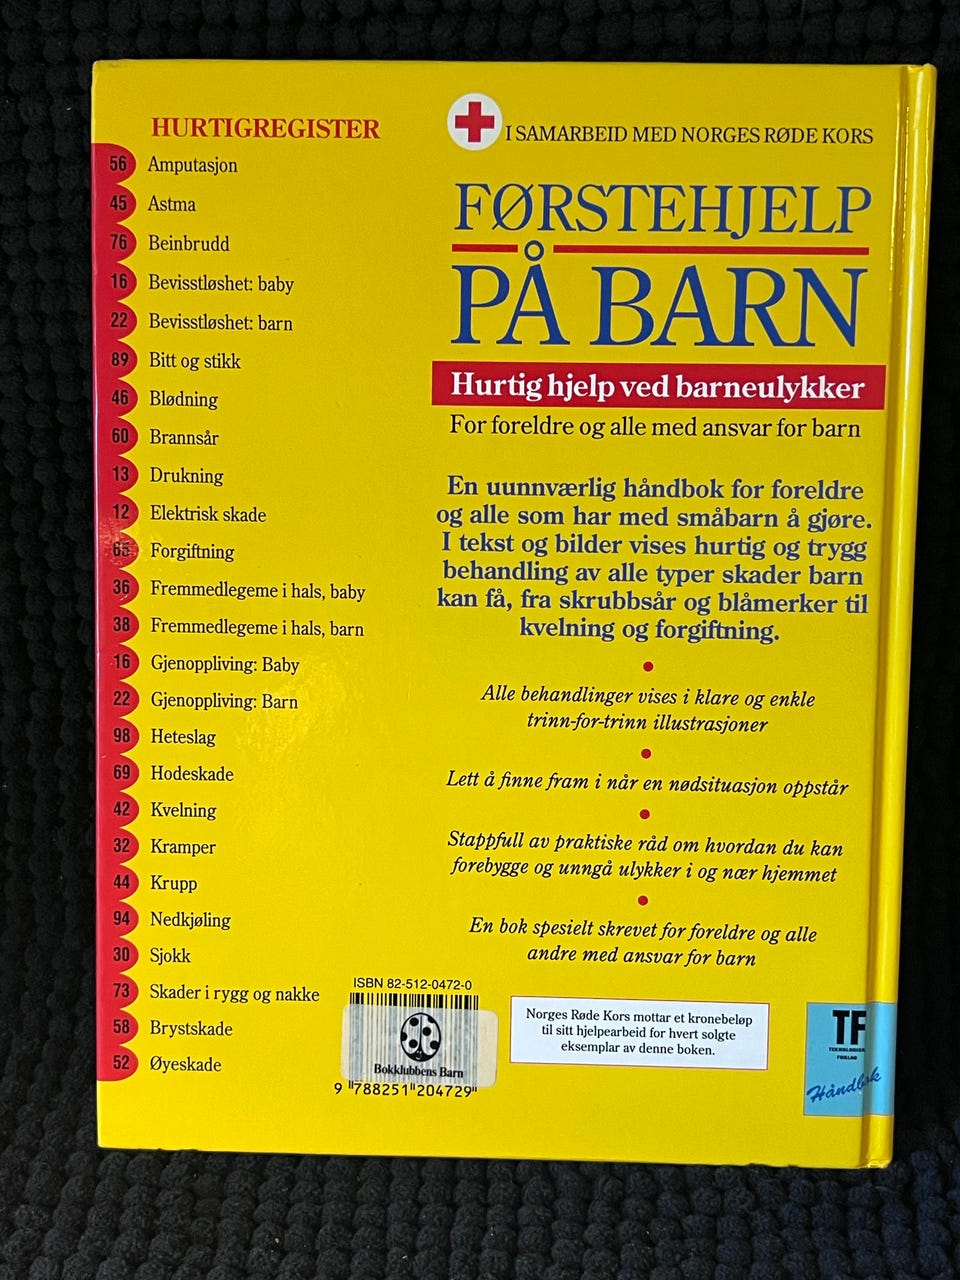 HURTIGREGISTER
56 Amputasjon
45 Astma
76 Beinbrudd
16 Bevisstløshet: baby
22 Bevisstløshet: barn
89 Bitt og stikk
46 Blødning
60 Brannsår
13 Drukning
12 Elektrisk skade
65 Forgiftning
36 Fremmedlegeme i hals, baby
38 Fremmedlegeme i hals, barn
16 Gjenoppliving: Baby
22 Gjenoppliving: Barn
98 Heteslag
69 Hodeskade
42 Kvelning
32 Kramper
44 Krupp
94 Nedkjøling
30 Sjokk
73 Skader i rygg og nakke
58 Brystskade
52 Øyeskade
I SAMARBEID MED NORGES RØDE KORS
FØRSTEHJELP
PÅ BARN
Hurtig hjelp ved barneulykker
For foreldre og alle med ansvar for barn
En uunnværlig håndbok for foreldre
og alle som har med småbarn å gjøre.
I tekst og bilder vises hurtig og trygg
behandling av alle typer skader barn
kan få, fra skrubbsår og blåmerker til
kvelning og forgiftning.
Alle behandlinger vises i klare og enkle
trinn-for-trinn illustrasjoner
Lett å finne fram i når en nødsituasjon oppstår
Stappfull av praktiske råd om hvordan du kan
forebygge og unngå ulykker i og nær hjemmet
En bok spesielt skrevet for foreldre og alle
andre med ansvar for barn
ISBN 82-512-0472-0
Bokklubbens Barn
9 788251 204729
Norges Røde Kors mottar et kronebeløp
til sitt hjelpearbeid for hvert solgte
eksemplar av denne boken.
TF
TEKNOLOGISK
FORLAG
Håndbok